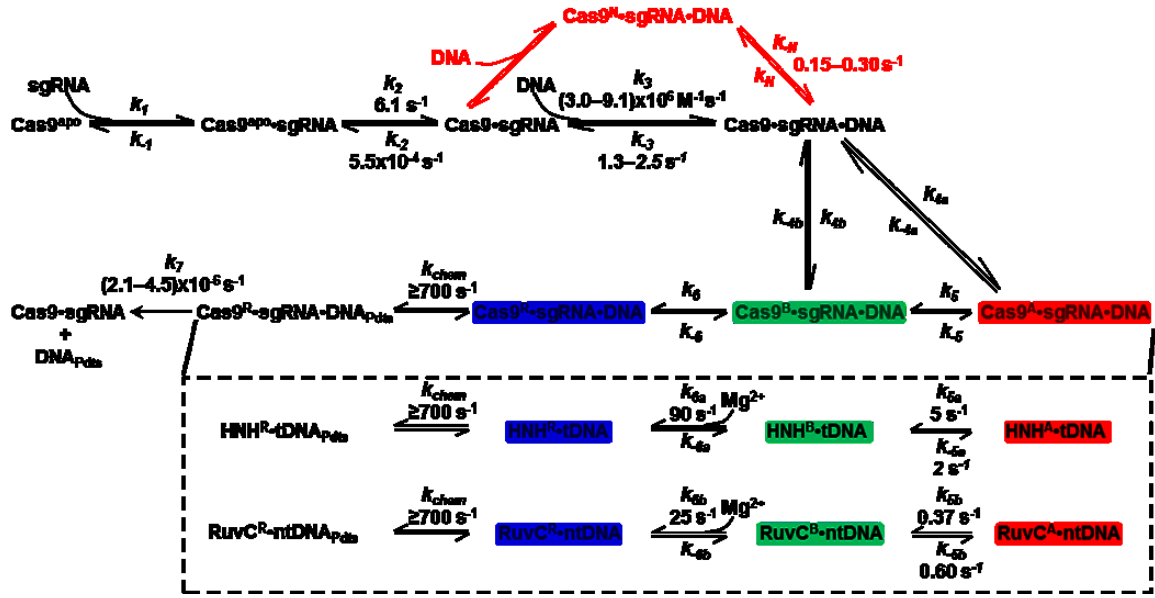 Cas9ᴺ•sgRNA•DNA
DNA
k-N
0.15–0.30 s⁻¹
kN
sgRNA
k1
k2
6.1 s⁻¹
DNA
k3
(3.0–9.1)x10⁶ M⁻¹s⁻¹
Cas9ᵃᵖᵒ
Cas9ᵃᵖᵒ•sgRNA
Cas9•sgRNA
Cas9•sgRNA•DNA
k-1
k-2
5.5x10⁻⁴ s⁻¹
k-3
1.3–2.5 s⁻¹
k-4b
k4b
k4a
k-4a
k7
(2.1–4.5)x10⁻⁵ s⁻¹
kchem
≥700 s⁻¹
k6
k5
Cas9•sgRNA
+
DNAPdts
Cas9ᴿ•sgRNA•DNAPdts
Cas9ᴿ•sgRNA•DNA
Cas9ᴮ•sgRNA•DNA
Cas9ᴬ•sgRNA•DNA
k-6
k-5
kchem
≥700 s⁻¹
k6a
90 s⁻¹
Mg²⁺
k5a
5 s⁻¹
HNHᴿ•tDNAPdts
HNHᴿ•tDNA
HNHᴮ•tDNA
HNHᴬ•tDNA
k-6a
k-5a
2 s⁻¹
kchem
≥700 s⁻¹
k6b
25 s⁻¹
Mg²⁺
k5b
0.37 s⁻¹
RuvCᴿ•ntDNAPdts
RuvCᴿ•ntDNA
RuvCᴮ•ntDNA
RuvCᴬ•ntDNA
k-6b
k-5b
0.60 s⁻¹